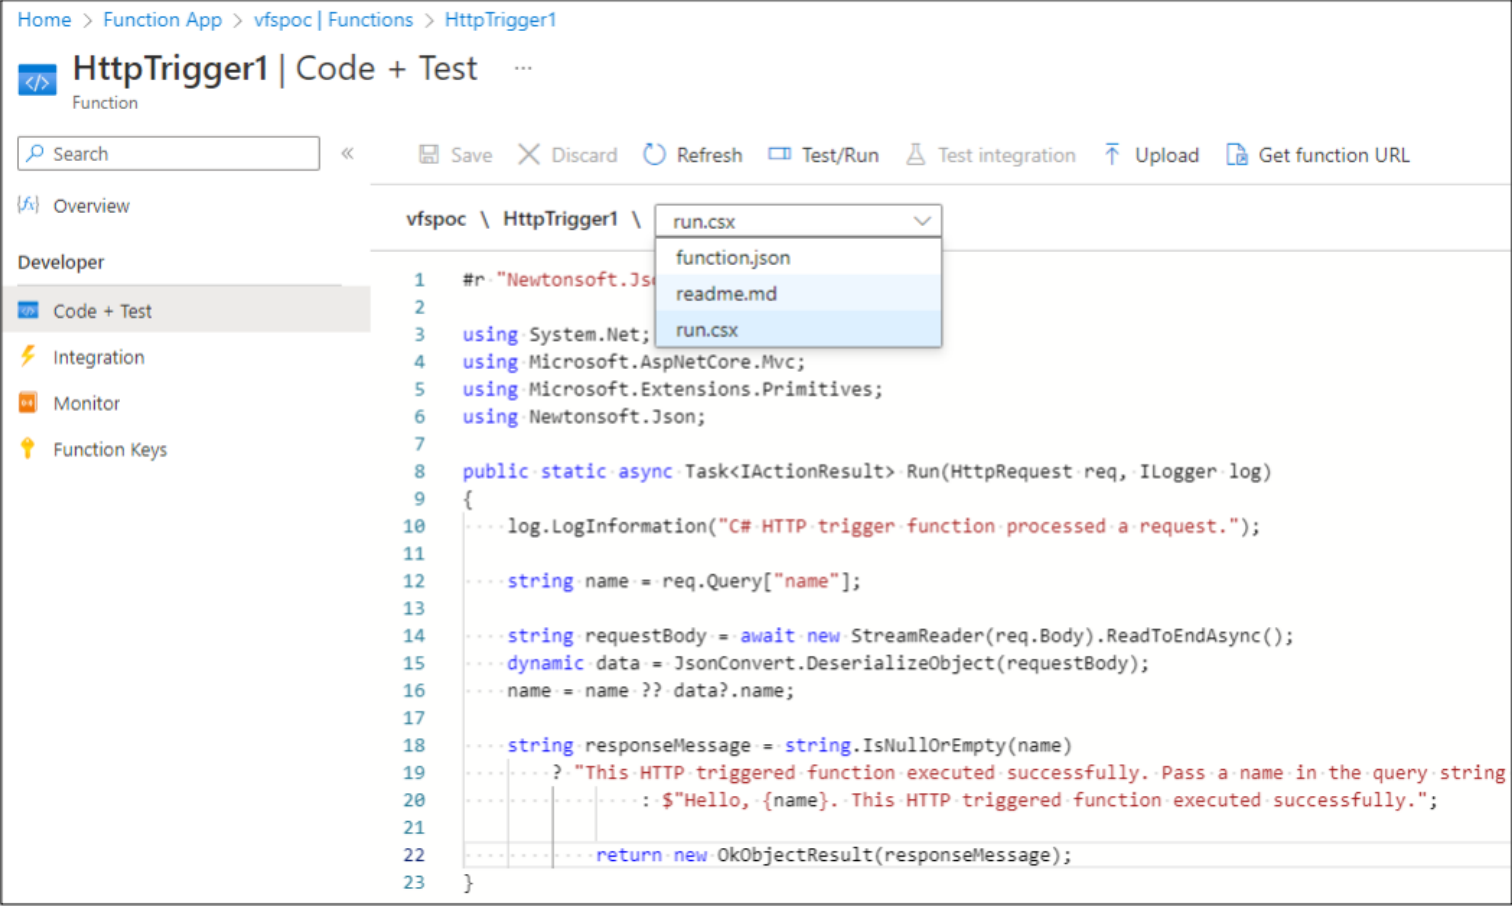 Home > Function App > vfspoc | Functions > HttpTrigger1
HttpTrigger1 | Code + Test ...
Function
Search «
Save Discard Refresh Test/Run Test integration Upload Get function URL
Overview
Developer
Code + Test
Integration
Monitor
Function Keys
vfspoc \ HttpTrigger1 \ run.csx
function.json
readme.md
run.csx
1 #r "Newtonsoft.Jso
2
3 using System.Net;
4 using Microsoft.AspNetCore.Mvc;
5 using Microsoft.Extensions.Primitives;
6 using Newtonsoft.Json;
7
8 public static async Task<IActionResult> Run(HttpRequest req, ILogger log)
9 {
10 log.LogInformation("C# HTTP trigger function processed a request.");
11
12 string name = req.Query["name"];
13
14 string requestBody = await new StreamReader(req.Body).ReadToEndAsync();
15 dynamic data = JsonConvert.DeserializeObject(requestBody);
16 name = name ?? data?.name;
17
18 string responseMessage = string.IsNullOrEmpty(name)
19 ? "This HTTP triggered function executed successfully. Pass a name in the query string
20 : $"Hello, {name}. This HTTP triggered function executed successfully.";
21
22 return new OkObjectResult(responseMessage);
23 }